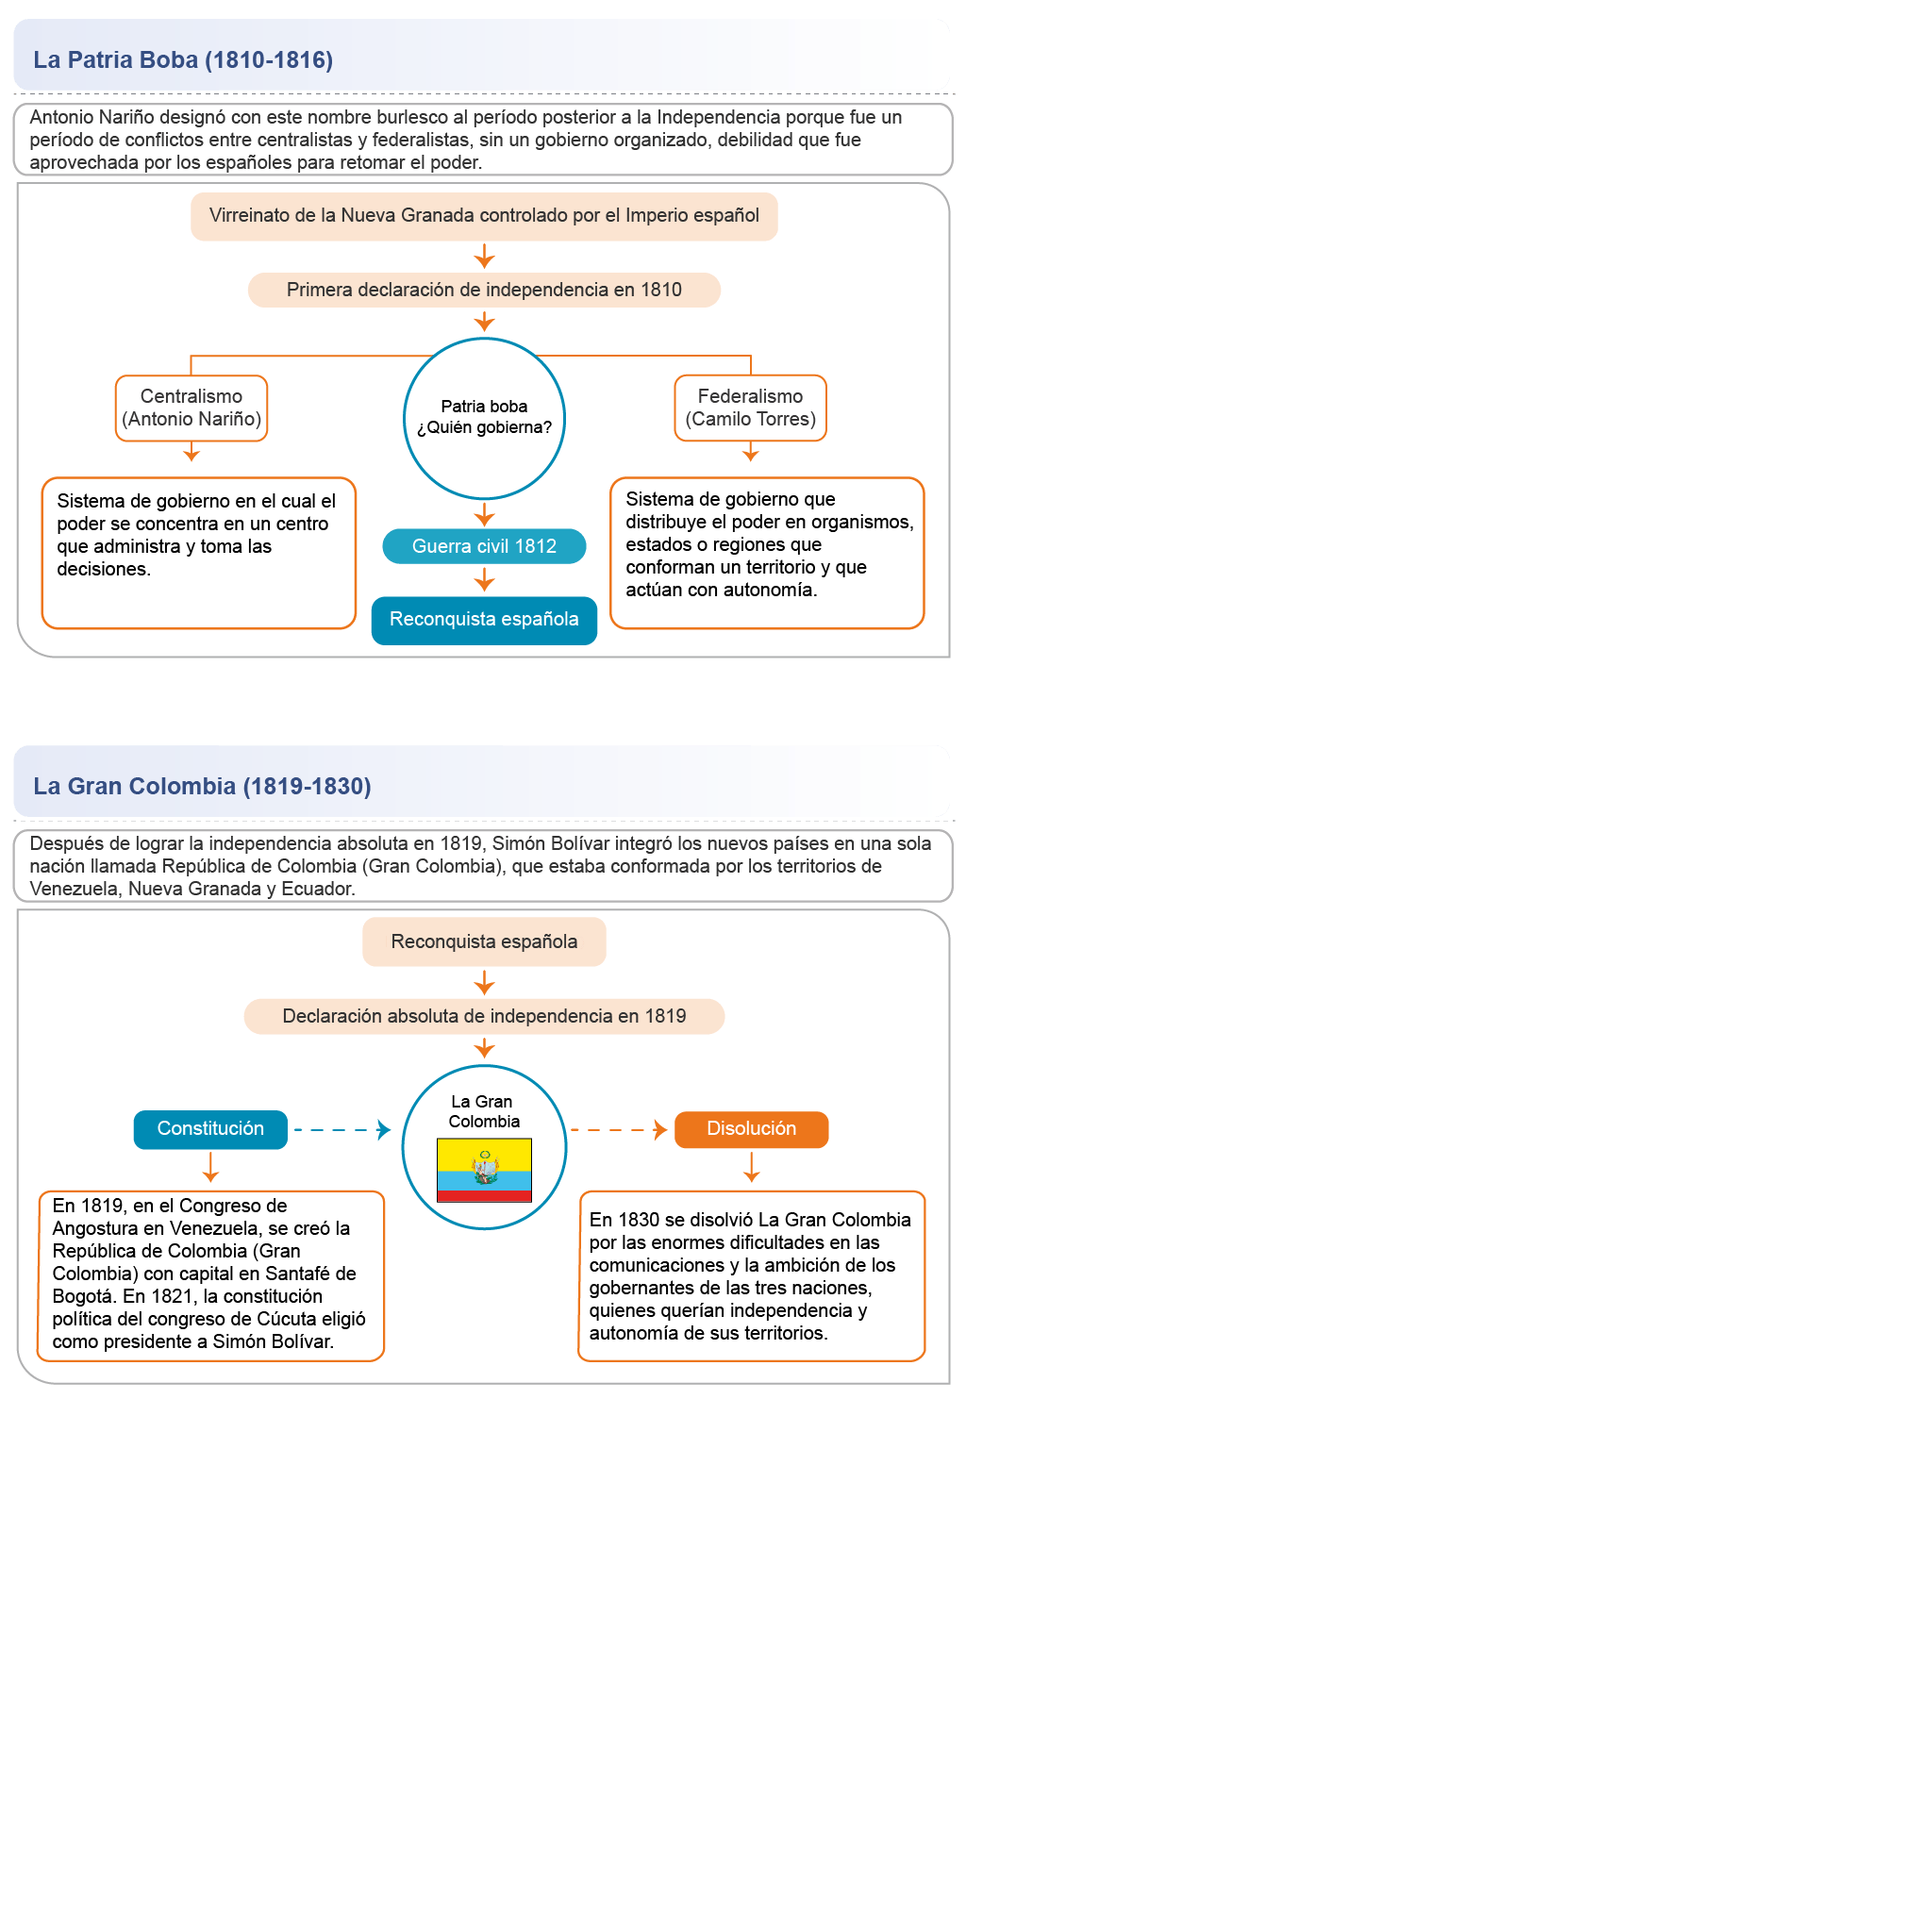 La Patria Boba (1810-1816)
Antonio Nariño designó con este nombre burlesco al período posterior a la Independencia porque fue un
período de conflictos entre centralistas y federalistas, sin un gobierno organizado, debilidad que fue
aprovechada por los españoles para retomar el poder.
Virreinato de la Nueva Granada controlado por el Imperio español
Primera declaración de independencia en 1810
Centralismo
(Antonio Nariño)
Patria boba
¿Quién gobierna?
Federalismo
(Camilo Torres)
Sistema de gobierno en el cual el
poder se concentra en un centro
que administra y toma las
decisiones.
Guerra civil 1812
Reconquista española
Sistema de gobierno que
distribuye el poder en organismos,
estados o regiones que
conforman un territorio y que
actúan con autonomía.
La Gran Colombia (1819-1830)
Después de lograr la independencia absoluta en 1819, Simón Bolívar integró los nuevos países en una sola
nación llamada República de Colombia (Gran Colombia), que estaba conformada por los territorios de
Venezuela, Nueva Granada y Ecuador.
Reconquista española
Declaración absoluta de independencia en 1819
Constitución
La Gran
Colombia
Disolución
En 1819, en el Congreso de
Angostura en Venezuela, se creó la
República de Colombia (Gran
Colombia) con capital en Santafé de
Bogotá. En 1821, la constitución
política del congreso de Cúcuta eligió
como presidente a Simón Bolívar.
En 1830 se disolvió La Gran Colombia
por las enormes dificultades en las
comunicaciones y la ambición de los
gobernantes de las tres naciones,
quienes querían independencia y
autonomía de sus territorios.